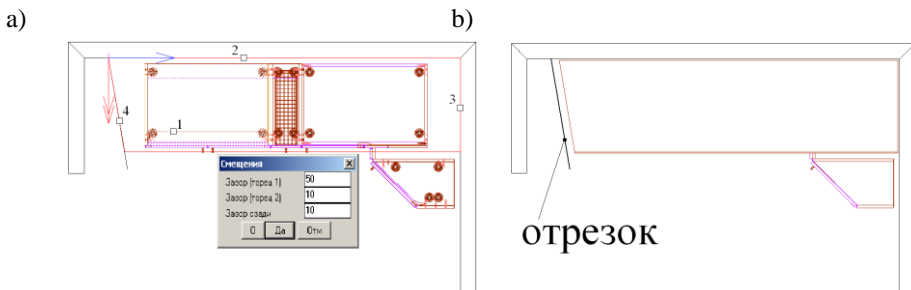 a)
b)
2
3
4
1
Смещения
Зазор (торец 1) 50
Зазор (торец 2) 10
Зазор сзади 10
0 Да Отм
отрезок